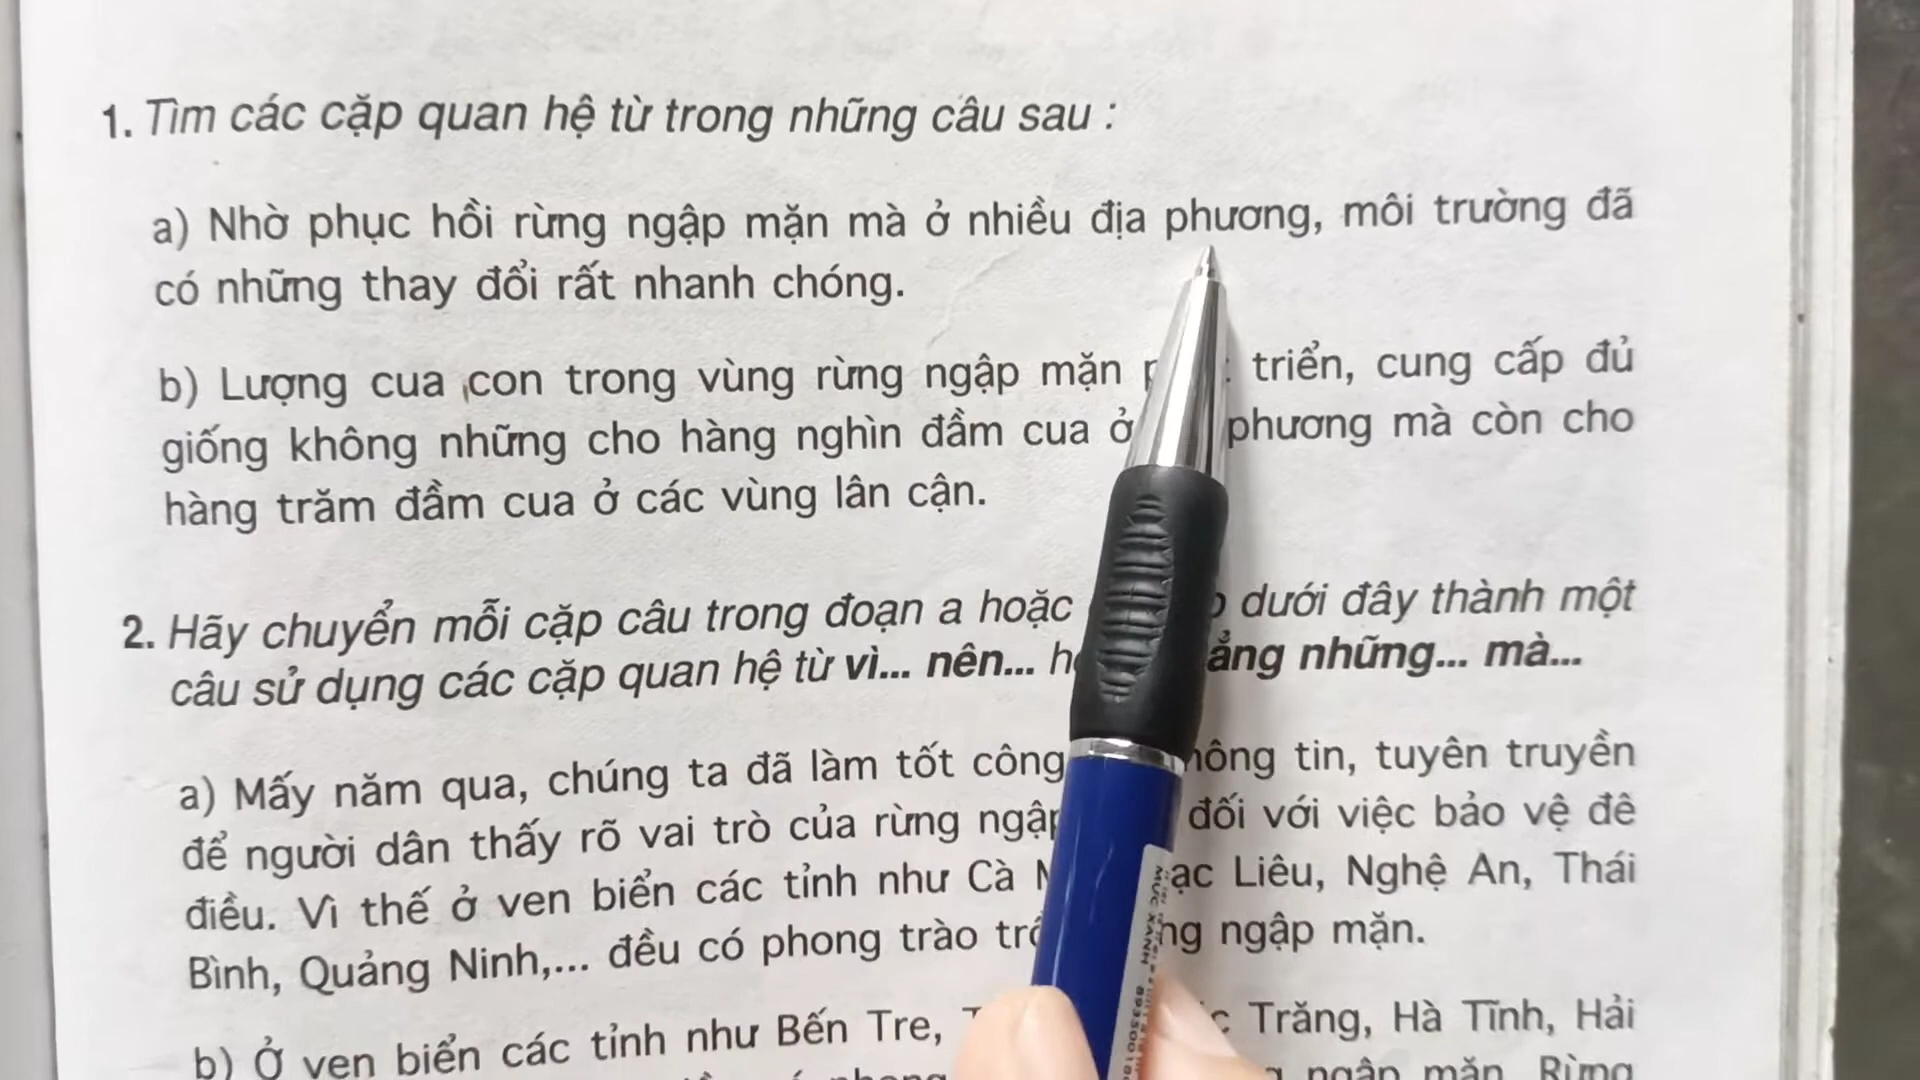 1. Tìm các cặp quan hệ từ trong những câu sau :
a) Nhờ phục hồi rừng ngập mặn mà ở nhiều địa phương, môi trường đã
có những thay đổi rất nhanh chóng.
b) Lượng cua con trong vùng rừng ngập mặn triển, cung cấp đủ
giống không những cho hàng nghìn đầm cua ở phương mà còn cho
hàng trăm đầm cua ở các vùng lân cận.
2. Hãy chuyển mỗi cặp câu trong đoạn a hoặc dưới đây thành một
câu sử dụng các cặp quan hệ từ vì... nên... những... mà...
a) Mấy năm qua, chúng ta đã làm tốt công tin, tuyên truyền
để người dân thấy rõ vai trò của rừng ngập đối với việc bảo vệ đê
điều. Vì thế ở ven biển các tỉnh như Cà Liêu, Nghệ An, Thái
Bình, Quảng Ninh,... đều có phong trào ngập mặn.
b) Ở ven biển các tỉnh như Bến Tre, Trăng, Hà Tĩnh, Hải
ngập mặn. Rừng
MỰC XANH